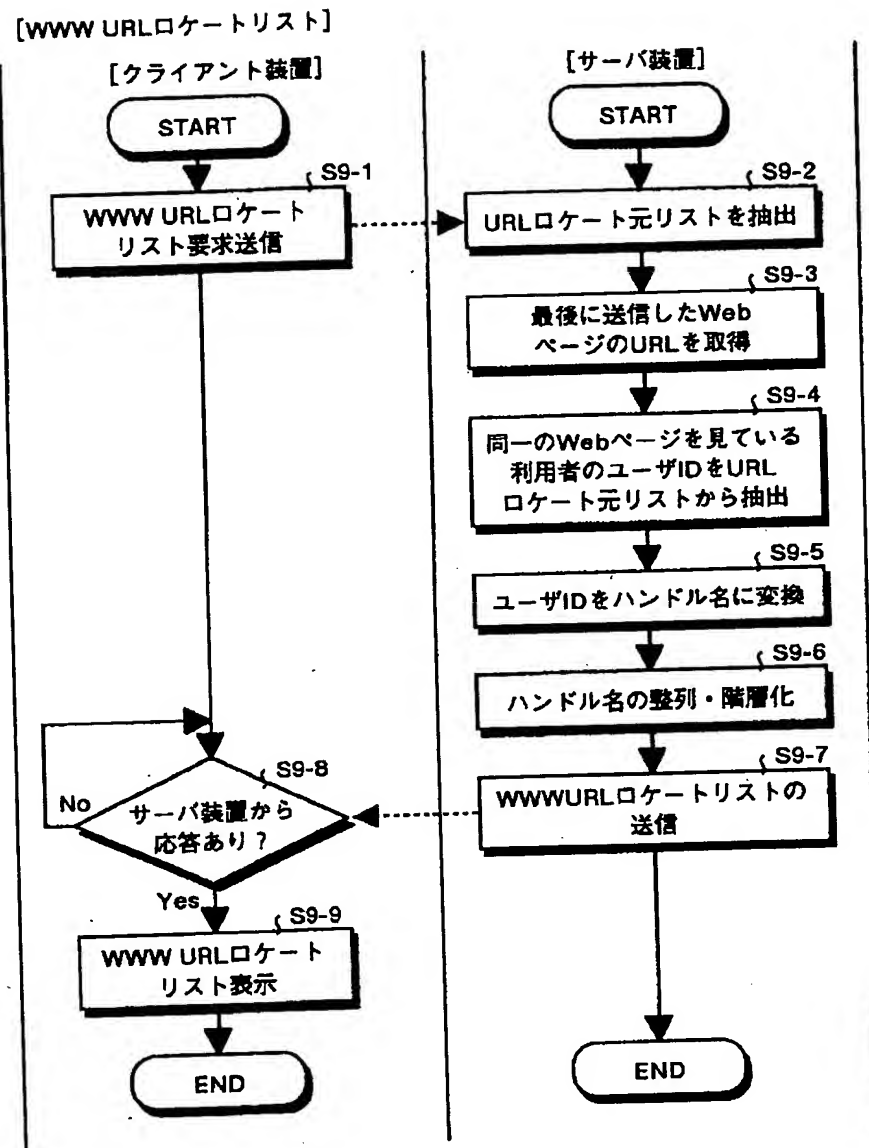 [WWW URLロケートリスト]
[クライアント装置]
START
S9-1
WWW URLロケート
リスト要求送信
No
S9-8
サーバ装置から
応答あり?
Yes
S9-9
WWW URLロケート
リスト表示
END
[サーバ装置]
START
S9-2
URLロケート元リストを抽出
S9-3
最後に送信したWeb
ページのURLを取得
S9-4
同一のWebページを見ている
利用者のユーザIDをURL
ロケート元リストから抽出
S9-5
ユーザIDをハンドル名に変換
S9-6
ハンドル名の整列・階層化
S9-7
WWWURLロケートリストの
送信
END